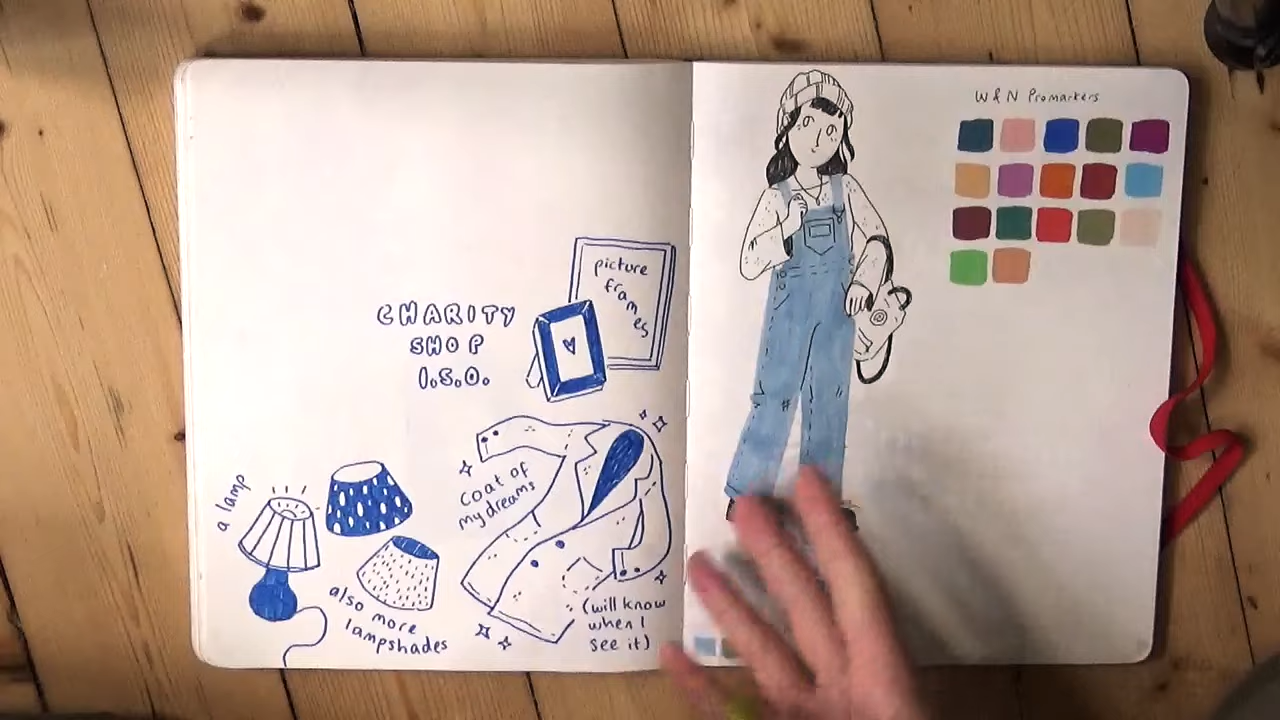 CHARITY
SHOP
I.S.O.
picture
frames
coat of
my dreams
(will know
when I
see it)
a lamp
also more
lampshades
W & N Promarkers